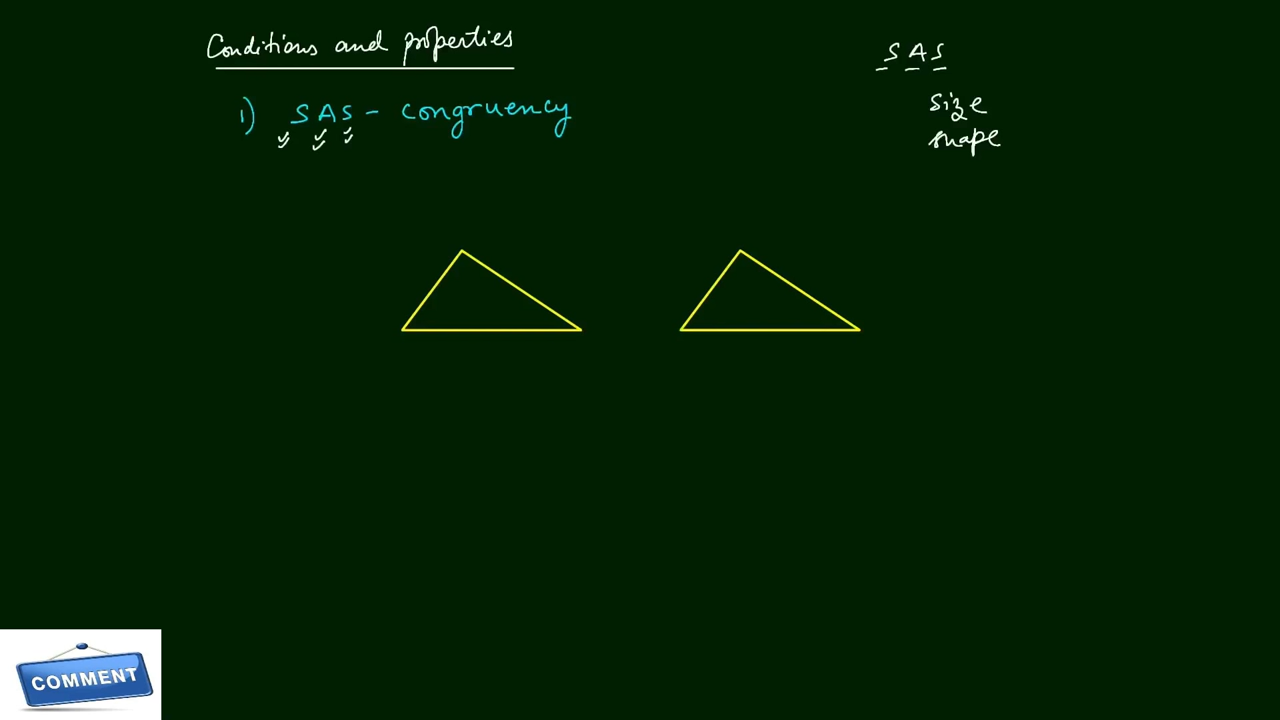 Conditions and properties
1) SAS - congruency
SAS
size
shape
COMMENT